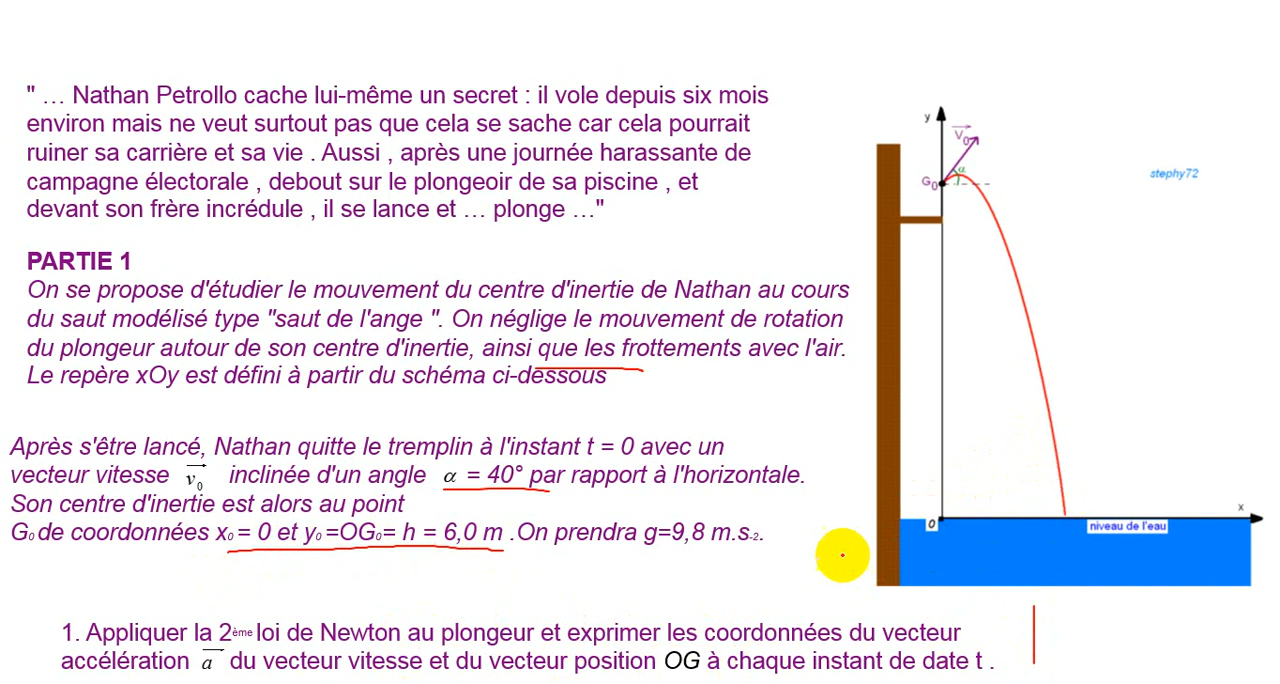 " … Nathan Petrollo cache lui-même un secret : il vole depuis six mois
environ mais ne veut surtout pas que cela se sache car cela pourrait
ruiner sa carrière et sa vie . Aussi , après une journée harassante de
campagne électorale , debout sur le plongeoir de sa piscine , et
devant son frère incrédule , il se lance et … plonge …"
PARTIE 1
On se propose d'étudier le mouvement du centre d'inertie de Nathan au cours
du saut modélisé type "saut de l'ange ". On néglige le mouvement de rotation
du plongeur autour de son centre d'inertie, ainsi que les frottements avec l'air.
Le repère xOy est défini à partir du schéma ci-dessous
Après s'être lancé, Nathan quitte le tremplin à l'instant t = 0 avec un
vecteur vitesse v₀ inclinée d'un angle α = 40° par rapport à l'horizontale.
Son centre d'inertie est alors au point
G₀ de coordonnées x₀ = 0 et y₀ =OG₀= h = 6,0 m .On prendra g=9,8 m.s-2.
1. Appliquer la 2ème loi de Newton au plongeur et exprimer les coordonnées du vecteur
accélération a du vecteur vitesse et du vecteur position OG à chaque instant de date t .
y
V₀
α
G₀
stephy72
x
0
niveau de l'eau